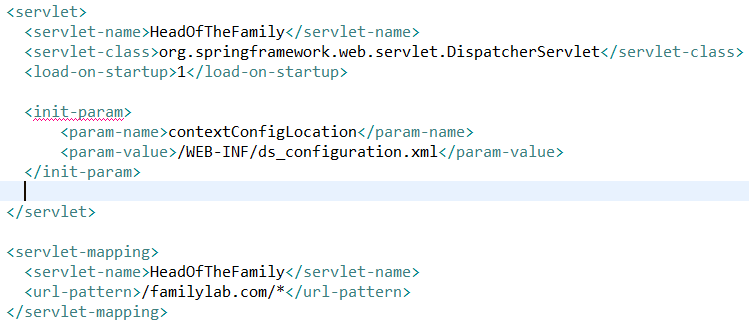 <servlet>
  <servlet-name>HeadOfTheFamily</servlet-name>
  <servlet-class>org.springframework.web.servlet.DispatcherServlet</servlet-class>
  <load-on-startup>1</load-on-startup>
  <init-param>
      <param-name>contextConfigLocation</param-name>
      <param-value>/WEB-INF/ds_configuration.xml</param-value>
  </init-param>
</servlet>
<servlet-mapping>
  <servlet-name>HeadOfTheFamily</servlet-name>
  <url-pattern>/familylab.com/*</url-pattern>
</servlet-mapping>